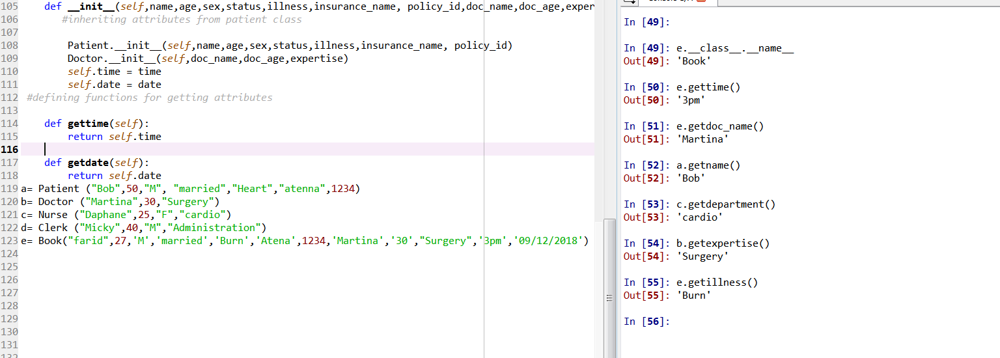 105 def __init__(self,name,age,sex,status,illness,insurance_name, policy_id,doc_name,doc_age,exper
106 #inheriting attributes from patient class
107
108 Patient.__init__(self,name,age,sex,status,illness,insurance_name, policy_id)
109 Doctor.__init__(self,doc_name,doc_age,expertise)
110 self.time = time
111 self.date = date
112 #defining functions for getting attributes
113
114 def gettime(self):
115 return self.time
116
117 def getdate(self):
118 return self.date
119 a= Patient ("Bob",50,"M", "married","Heart","atenna",1234)
120 b= Doctor ("Martina",30,"Surgery")
121 c= Nurse ("Daphane",25,"F","cardio")
122 d= Clerk ("Micky",40,"M","Administration")
123 e= Book("farid",27,'M','married','Burn','Atena',1234,'Martina','30',"Surgery",'3pm','09/12/2018')
124
125
126
127
128
129
130
131
In [49]:
In [49]: e.__class__.__name__
Out[49]: 'Book'
In [50]: e.gettime()
Out[50]: '3pm'
In [51]: e.getdoc_name()
Out[51]: 'Martina'
In [52]: a.getname()
Out[52]: 'Bob'
In [53]: c.getdepartment()
Out[53]: 'cardio'
In [54]: b.getexpertise()
Out[54]: 'Surgery'
In [55]: e.getillness()
Out[55]: 'Burn'
In [56]: